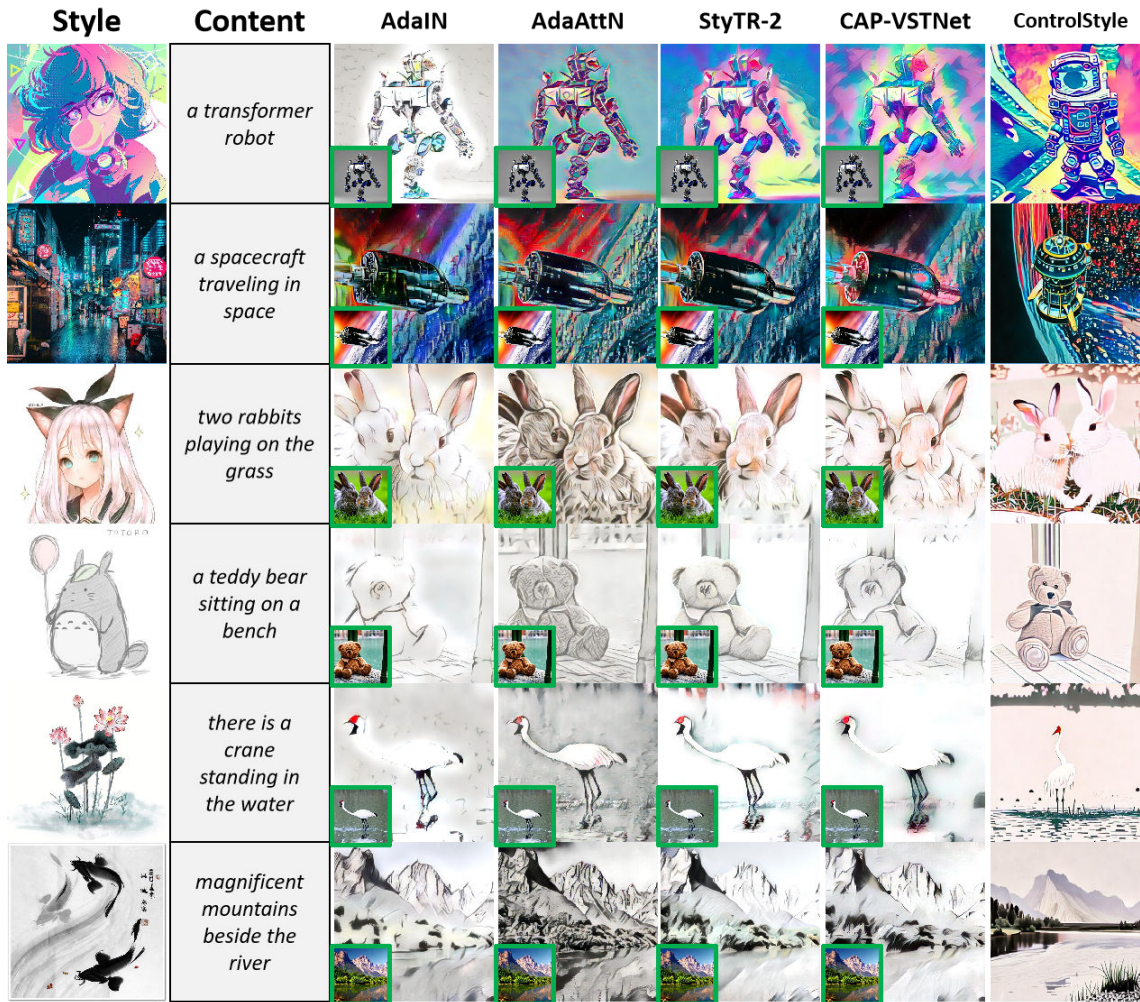 Style Content AdaIN AdaAttN StyTR-2 CAP-VSTNet ControlStyle
a transformer
robot
a spacecraft
traveling in
space
two rabbits
playing on the
grass
TOTORO
a teddy bear
sitting on a
bench
there is a
crane
standing in
the water
magnificent
mountains
beside the
river